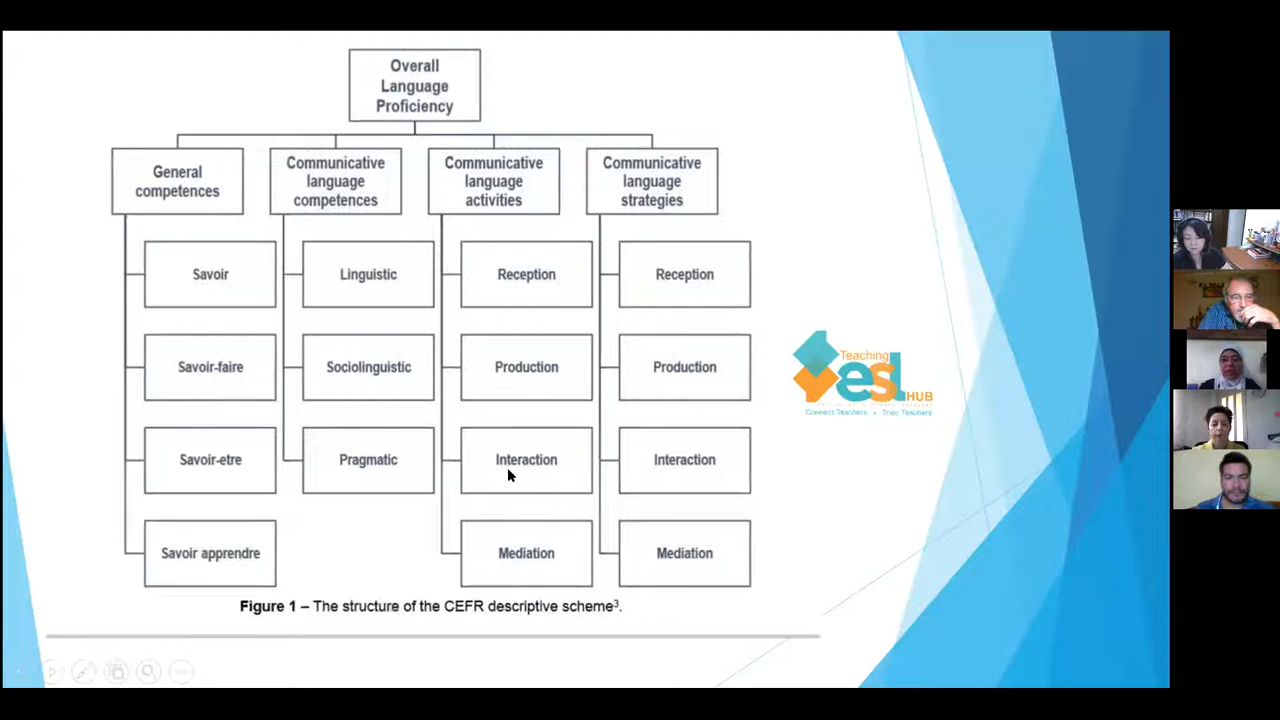 Overall
Language
Proficiency
General
competences
Communicative
language
competences
Communicative
language
activities
Communicative
language
strategies
Savoir
Linguistic
Reception
Reception
Savoir-faire
Sociolinguistic
Production
Production
Savoir-etre
Pragmatic
Interaction
Interaction
Savoir apprendre
Mediation
Mediation
Figure 1 – The structure of the CEFR descriptive scheme³.
Teaching
esl
HUB
Connect Teachers